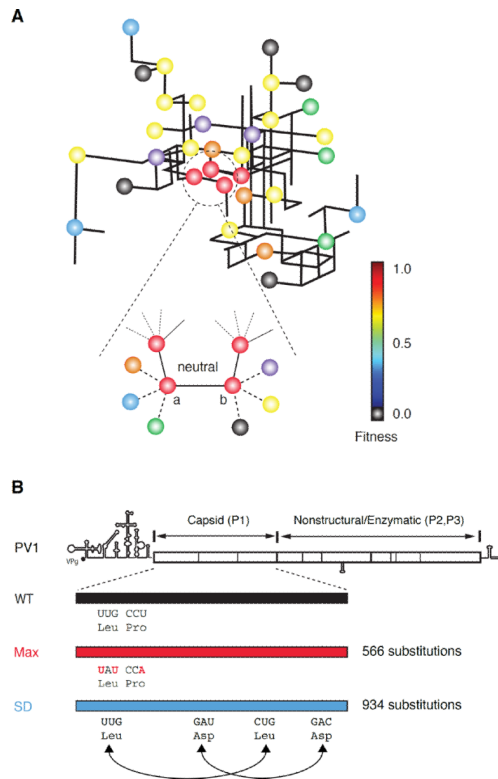 A
neutral
a
b
1.0
0.5
0.0
Fitness
B
Capsid (P1)
Nonstructural/Enzymatic (P2,P3)
PV1
VPg
WT
UUG CCU
Leu Pro
Max
566 substitutions
UAU CCA
Leu Pro
SD
934 substitutions
UUG GAU CUG GAC
Leu Asp Leu Asp